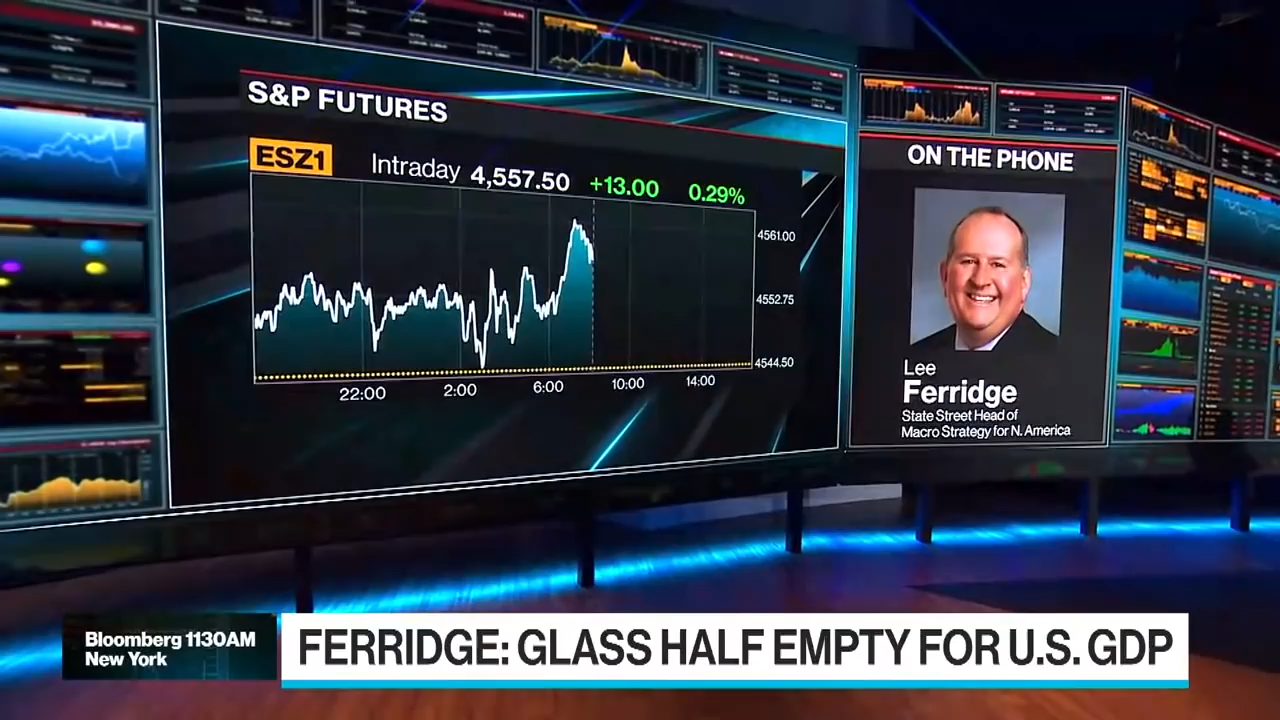 S&P FUTURES
ESZ1 Intraday 4,557.50 +13.00 0.29%
4561.00
4552.75
4544.50
22:00 2:00 6:00 10:00 14:00
ON THE PHONE
Lee
Ferridge
State Street Head of
Macro Strategy for N. America
Bloomberg 1130AM
New York
FERRIDGE: GLASS HALF EMPTY FOR U.S. GDP